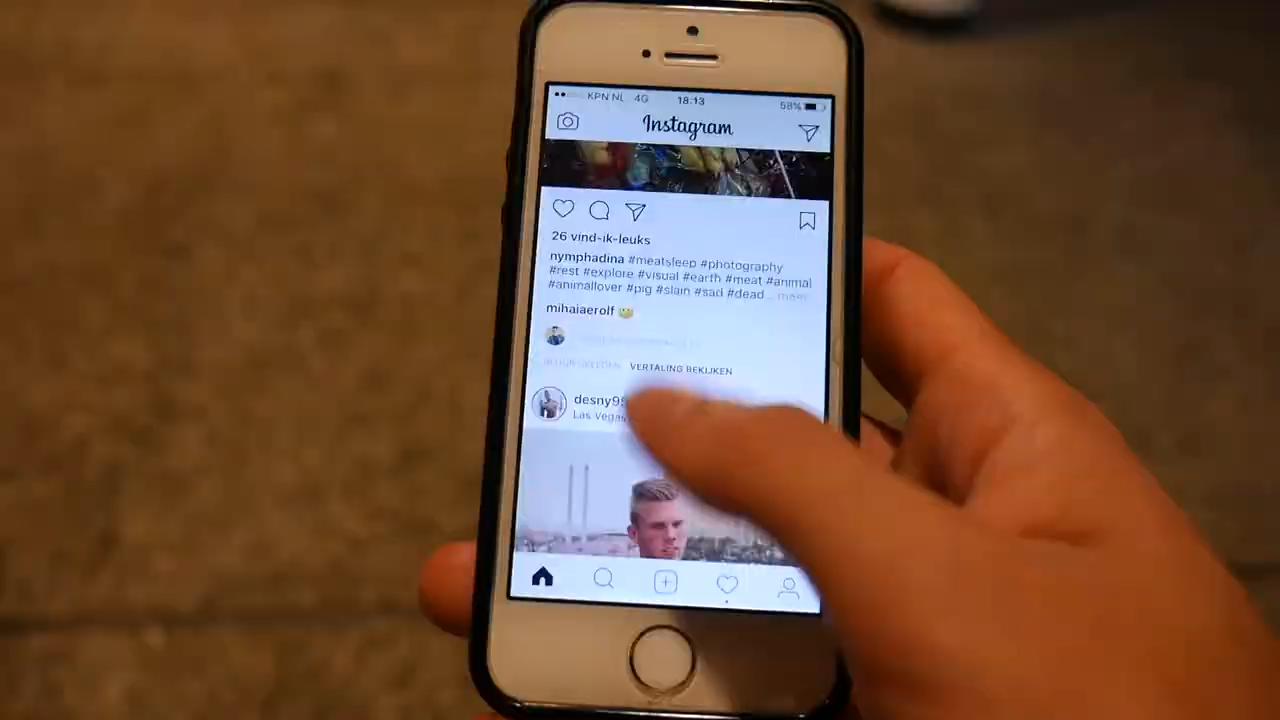 KPN NL 4G 18:13 58%
Instagram
26 vind-ik-leuks
nymphadina #meatsleep #photography
#rest #explore #visual #earth #meat #animal
#animallover #pig #slain #sad #dead...
mihaiaerolf
VERTALING BEKIJKEN
desny9
Las Vegas